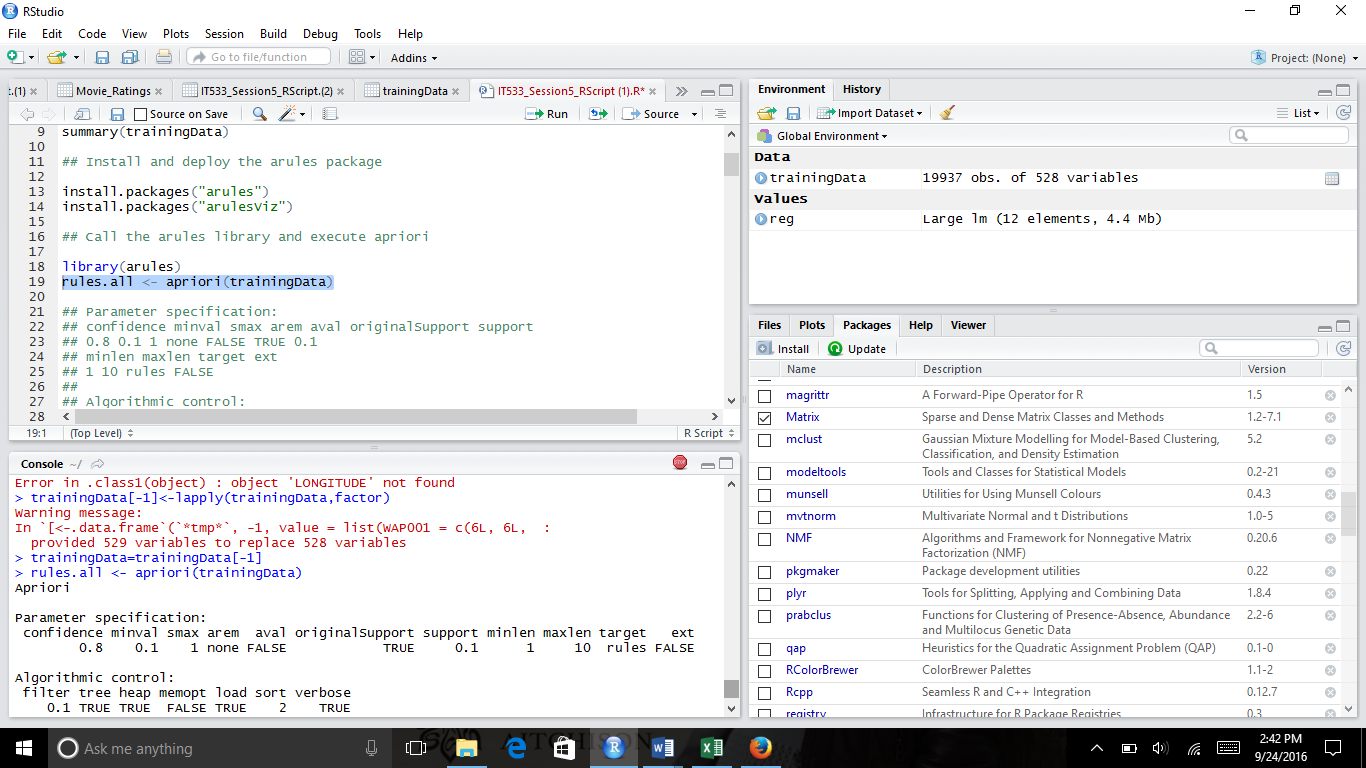 RStudio
File Edit Code View Plots Session Build Debug Tools Help
Go to file/function Addins Project: (None)
t.(1) Movie_Ratings IT533_Session5_RScript.(2) trainingData IT533_Session5_RScript (1).R*
Source on Save Run Source
9 summary(trainingData)
10
11 ## Install and deploy the arules package
12
13 install.packages("arules")
14 install.packages("arulesViz")
15
16 ## Call the arules library and execute apriori
17
18 library(arules)
19 rules.all <- apriori(trainingData)
20
21 ## Parameter specification:
22 ## confidence minval smax arem aval originalSupport support
23 ## 0.8 0.1 1 none FALSE TRUE 0.1
24 ## minlen maxlen target ext
25 ## 1 10 rules FALSE
26 ##
27 ## Algorithmic control:
28
19:1 (Top Level) R Script
Console ~/
STOP
Error in .class1(object) : object 'LONGITUDE' not found
> trainingData[-1]<-lapply(trainingData,factor)
Warning message:
In `[<-.data.frame`(`*tmp*`, -1, value = list(WAP001 = c(6L, 6L, :
provided 529 variables to replace 528 variables
> trainingData=trainingData[-1]
> rules.all <- apriori(trainingData)
Apriori
Parameter specification:
confidence minval smax arem aval originalSupport support minlen maxlen target ext
0.8 0.1 1 none FALSE TRUE 0.1 1 10 rules FALSE
Algorithmic control:
filter tree heap memopt load sort verbose
0.1 TRUE TRUE FALSE TRUE 2 TRUE
Environment History
Import Dataset List
Global Environment
Data
trainingData 19937 obs. of 528 variables
Values
reg Large lm (12 elements, 4.4 Mb)
Files Plots Packages Help Viewer
Install Update
Name Description Version
magrittr A Forward-Pipe Operator for R 1.5
Matrix Sparse and Dense Matrix Classes and Methods 1.2-7.1
mclust Gaussian Mixture Modelling for Model-Based Clustering, 5.2
Classification, and Density Estimation
modeltools Tools and Classes for Statistical Models 0.2-21
munsell Utilities for Using Munsell Colours 0.4.3
mvtnorm Multivariate Normal and t Distributions 1.0-5
NMF Algorithms and Framework for Nonnegative Matrix 0.20.6
Factorization (NMF)
pkgmaker Package development utilities 0.22
plyr Tools for Splitting, Applying and Combining Data 1.8.4
prabclus Functions for Clustering of Presence-Absence, Abundance 2.2-6
and Multilocus Genetic Data
qap Heuristics for the Quadratic Assignment Problem (QAP) 0.1-0
RColorBrewer ColorBrewer Palettes 1.1-2
Rcpp Seamless R and C++ Integration 0.12.7
registry Infrastructure for R Package Registries 0.3
Ask me anything
2:42 PM
9/24/2016